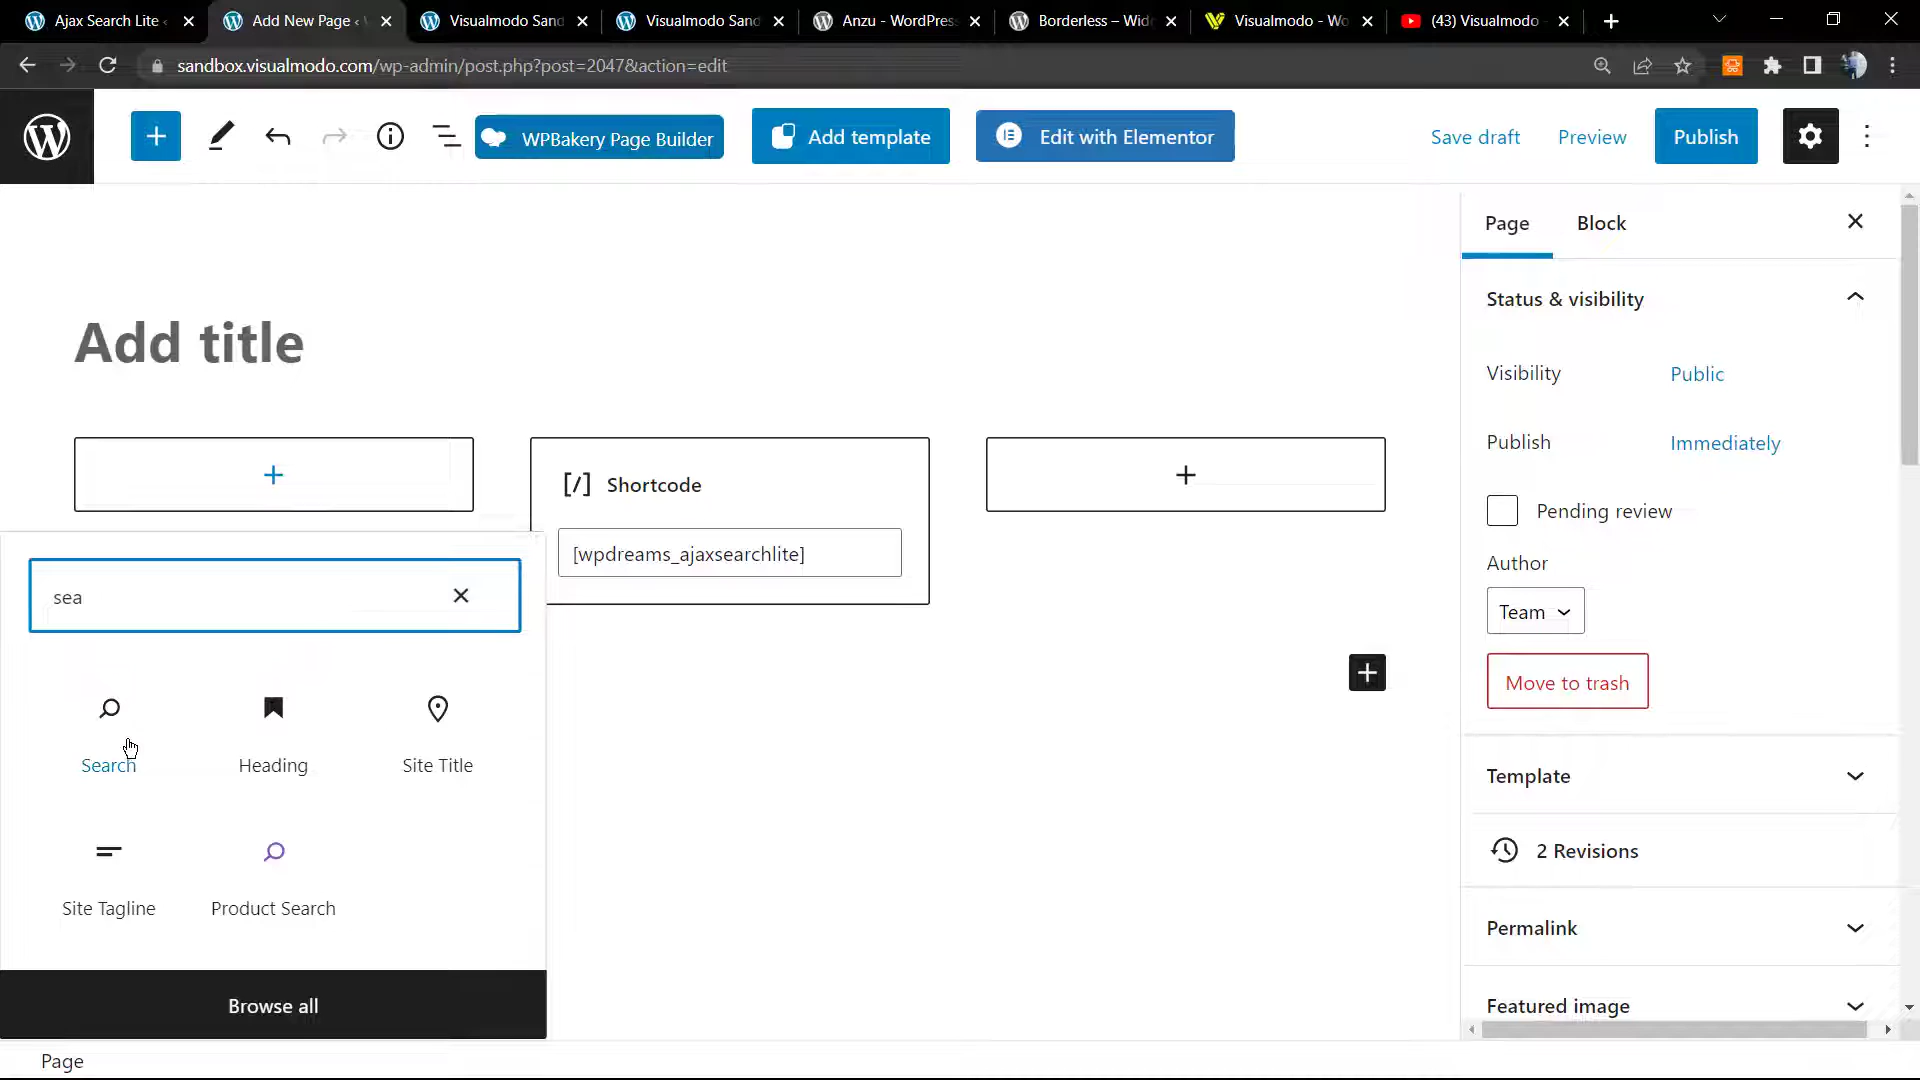 Ajax Search Lite ‹
Add New Page ‹
Visualmodo Sand
Visualmodo Sand
Anzu - WordPress
Borderless – Wid
Visualmodo - Wo
(43) Visualmodo -
sandbox.visualmodo.com/wp-admin/post.php?post=2047&action=edit
WPBakery Page Builder
Add template
Edit with Elementor
Save draft
Preview
Publish
Page
Block
Status & visibility
Add title
Visibility
Public
Publish
Immediately
[/] Shortcode
[wpdreams_ajaxsearchlite]
Pending review
Author
Team
Move to trash
sea
Search
Heading
Site Title
Site Tagline
Product Search
Browse all
Template
2 Revisions
Permalink
Featured image
Page